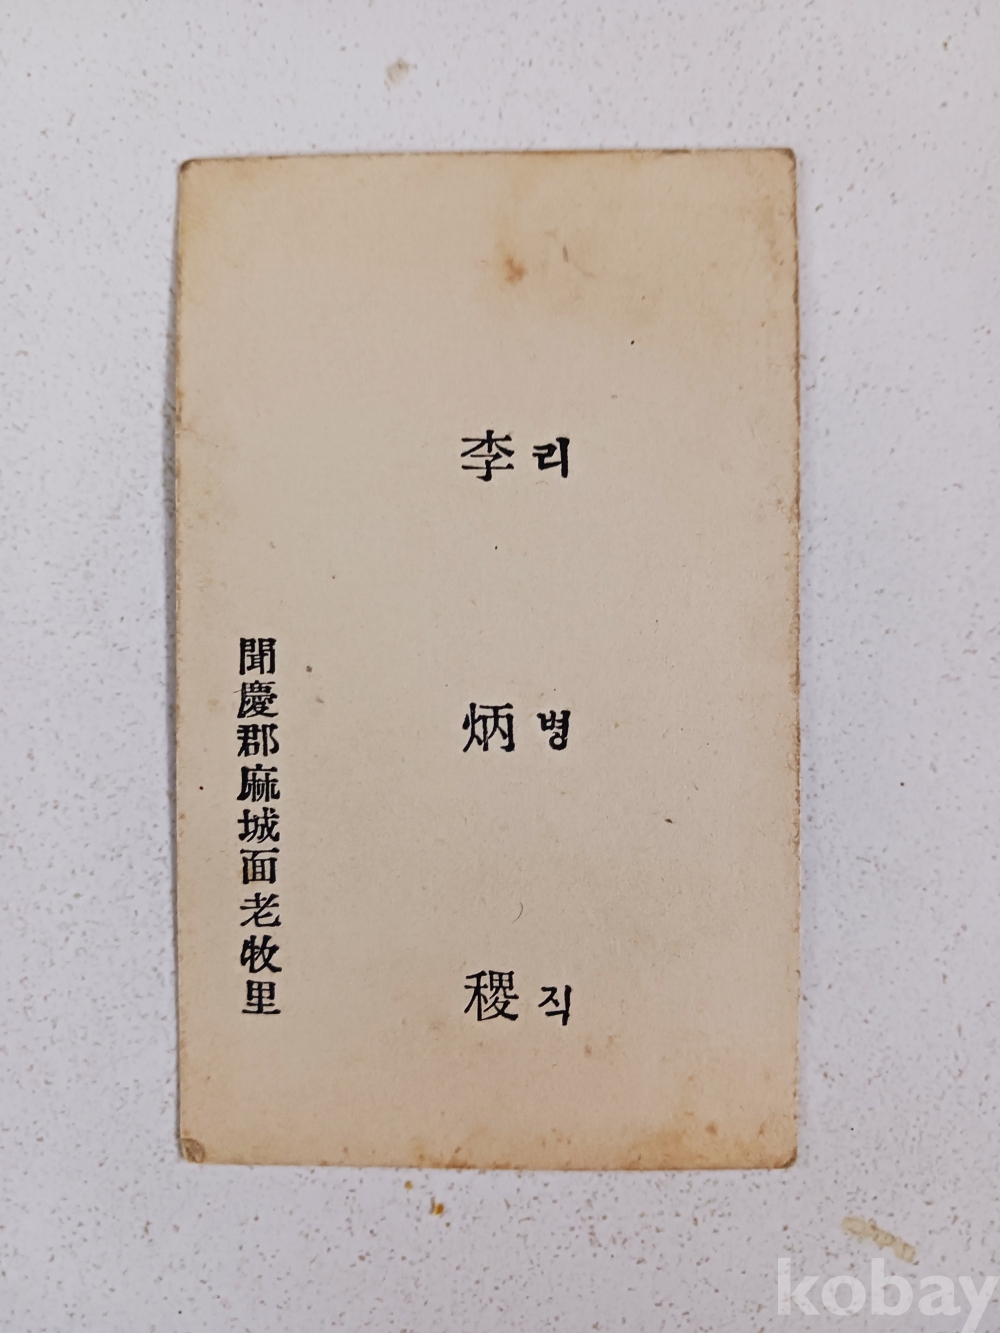 리 병 직
李 炳 稷
聞慶郡麻城面老牧里
kobay